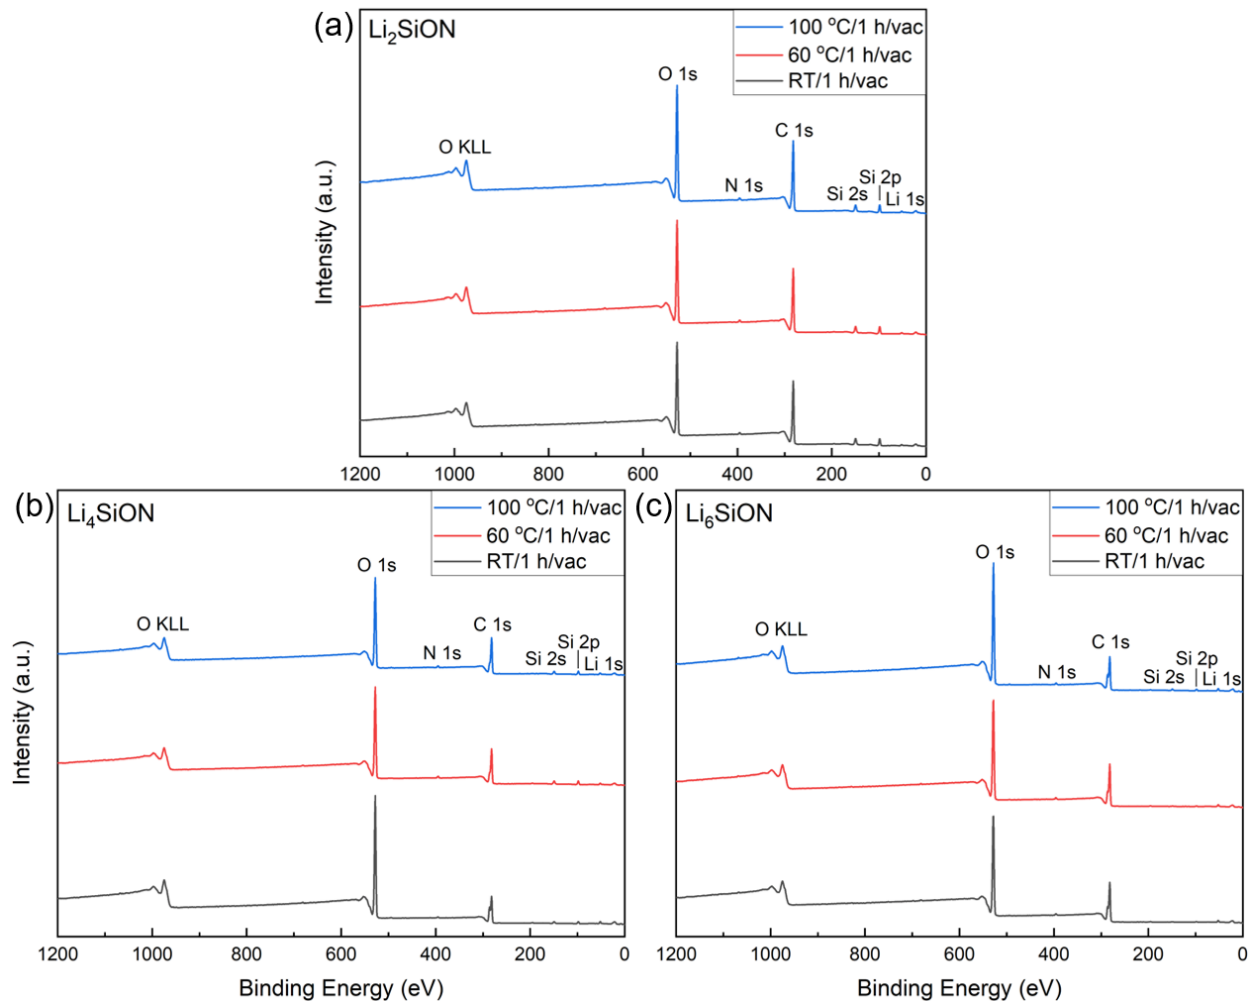 (a)
Li₂SiON
100 °C/1 h/vac
60 °C/1 h/vac
RT/1 h/vac
O 1s
C 1s
O KLL
N 1s
Si 2p
Si 2s
Li 1s
Intensity (a.u.)
1200 1000 800 600 400 200 0
(b)
Li₄SiON
100 °C/1 h/vac
60 °C/1 h/vac
RT/1 h/vac
O 1s
O KLL
C 1s
N 1s
Si 2p
Si 2s
Li 1s
Intensity (a.u.)
1200 1000 800 600 400 200 0
Binding Energy (eV)
(c)
Li₆SiON
100 °C/1 h/vac
60 °C/1 h/vac
RT/1 h/vac
O 1s
O KLL
C 1s
N 1s
Si 2p
Si 2s
Li 1s
1200 1000 800 600 400 200 0
Binding Energy (eV)